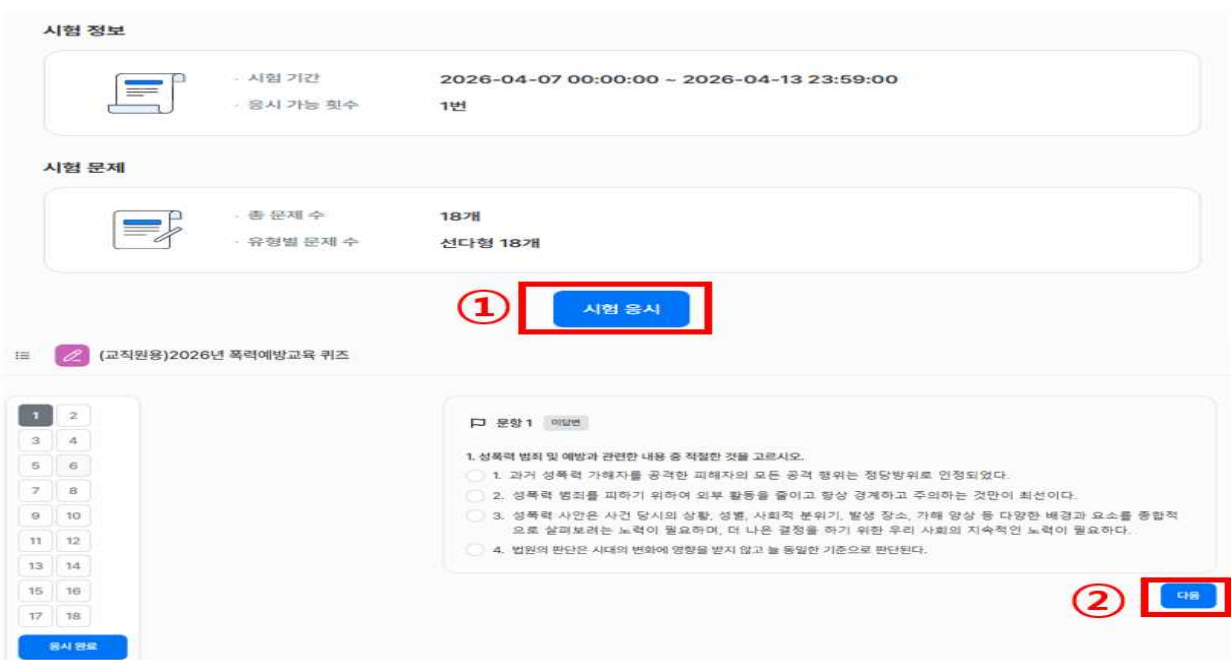 시험 정보
· 시험 기간 2026-04-07 00:00:00 ~ 2026-04-13 23:59:00
· 응시 가능 횟수 1번
시험 문제
· 총 문제 수 18개
· 유형별 문제 수 선다형 18개
① 시험 응시
(교직원용)2026년 폭력예방교육 퀴즈
1 2
3 4
5 6
7 8
9 10
11 12
13 14
15 16
17 18
응시 완료
문항 1 미답변
1. 성폭력 범죄 및 예방과 관련한 내용 중 적절한 것을 고르시오.
1. 과거 성폭력 가해자를 공격한 피해자의 모든 공격 행위는 정당방위로 인정되었다.
2. 성폭력 범죄를 피하기 위하여 외부 활동을 줄이고 항상 경계하고 주의하는 것만이 최선이다.
3. 성폭력 사안은 사건 당시의 상황, 성별, 사회적 분위기, 발생 장소, 가해 양상 등 다양한 배경과 요소를 종합적
으로 살펴보려는 노력이 필요하며, 더 나은 결정을 하기 위한 우리 사회의 지속적인 노력이 필요하다.
4. 법원의 판단은 시대의 변화에 영향을 받지 않고 늘 동일한 기준으로 판단된다.
② 다음